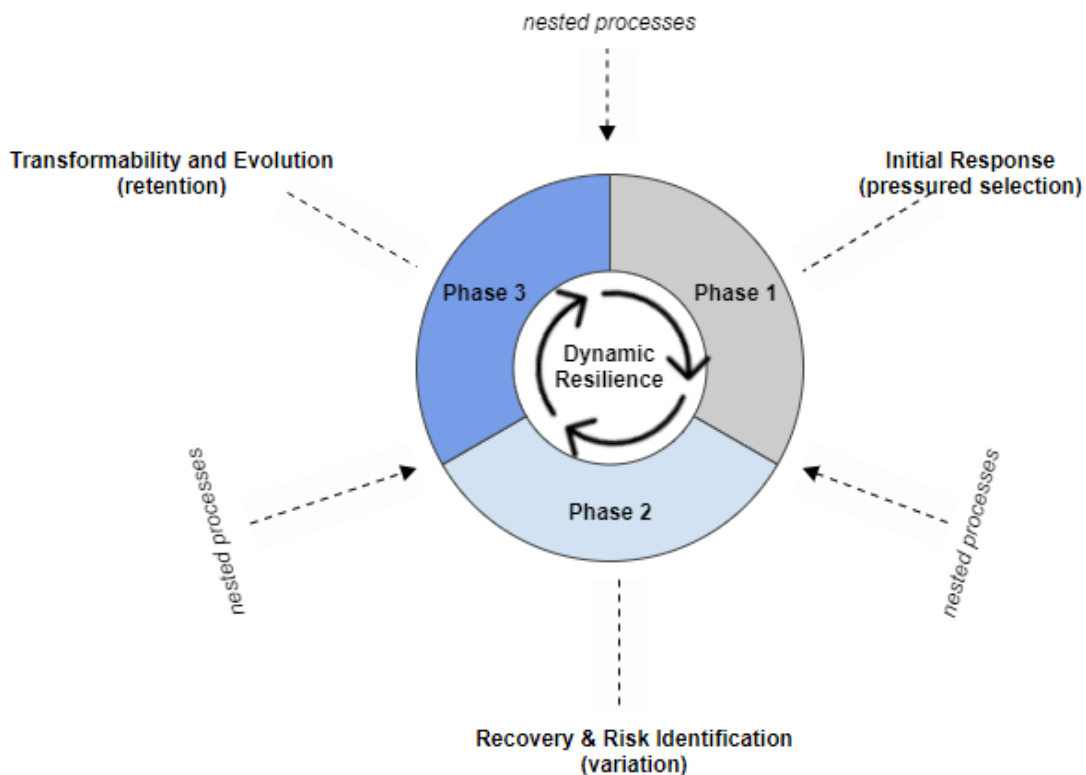 nested processes
Transformability and Evolution
(retention)
Initial Response
(pressured selection)
Phase 3
Phase 1
Dynamic
Resilience
Phase 2
nested processes
nested processes
Recovery & Risk Identification
(variation)